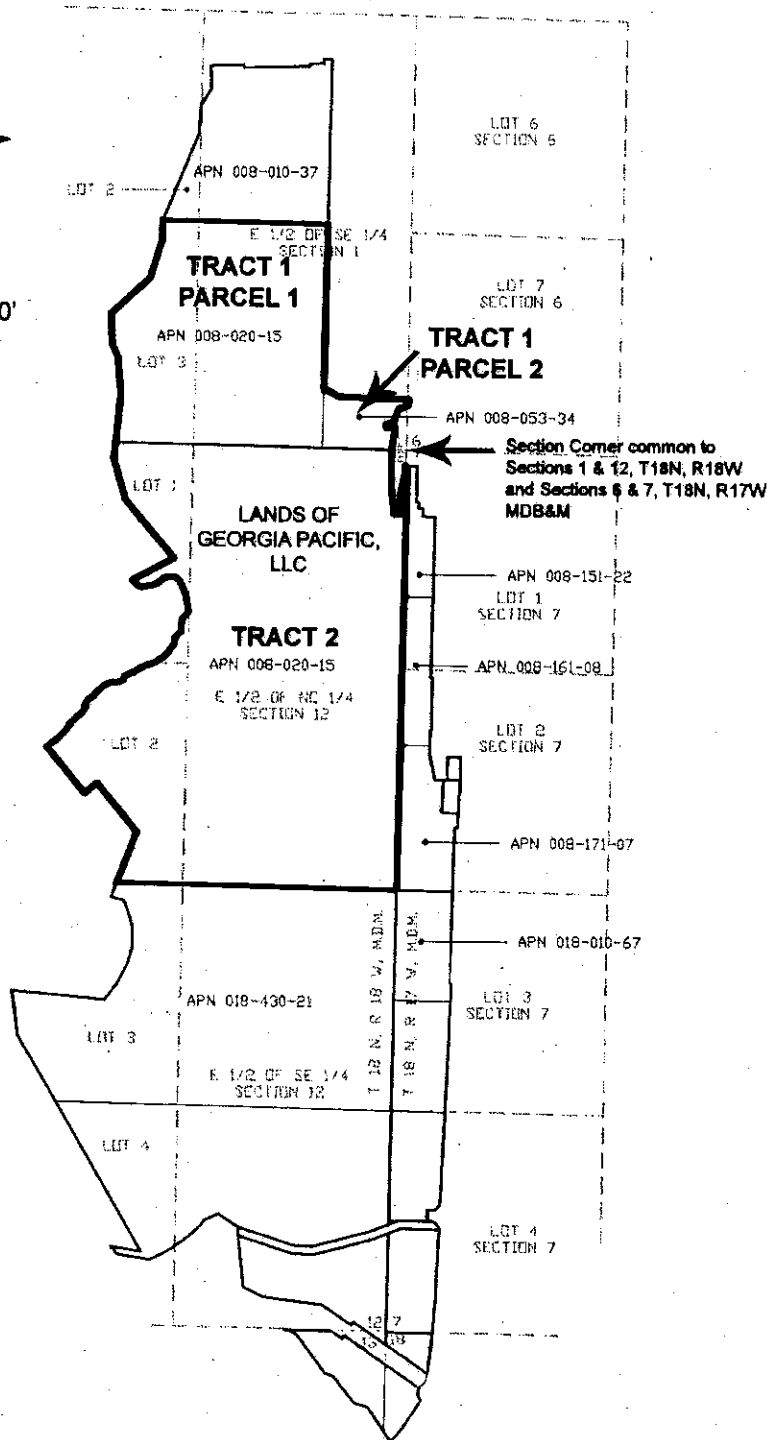 LOT 6
SECTION 6
APN 008-010-37
LOT 2
E 1/2 OF SE 1/4
SECTION 1
TRACT 1
PARCEL 1
LOT 7
SECTION 6
0'
APN 008-020-15
TRACT 1
PARCEL 2
LOT 3
APN 008-053-34
6
Section Corner common to
Sections 1 & 12, T18N, R18W
and Sections 6 & 7, T18N, R17W
MDB&M
LOT 1
LANDS OF
GEORGIA PACIFIC,
LLC
APN 008-151-22
LOT 1
SECTION 7
TRACT 2
APN 008-020-15
APN 008-161-08
E 1/2 OF NE 1/4
SECTION 12
LOT 2
LOT 2
SECTION 7
APN 008-171-07
T 18 N, R 18 W, M.D.M.
T 18 N, R 17 W, M.D.M.
APN 018-010-67
APN 018-430-21
LOT 3
SECTION 7
LOT 3
E 1/2 OF SE 1/4
SECTION 12
LOT 4
LOT 4
SECTION 7
12 7
13 18